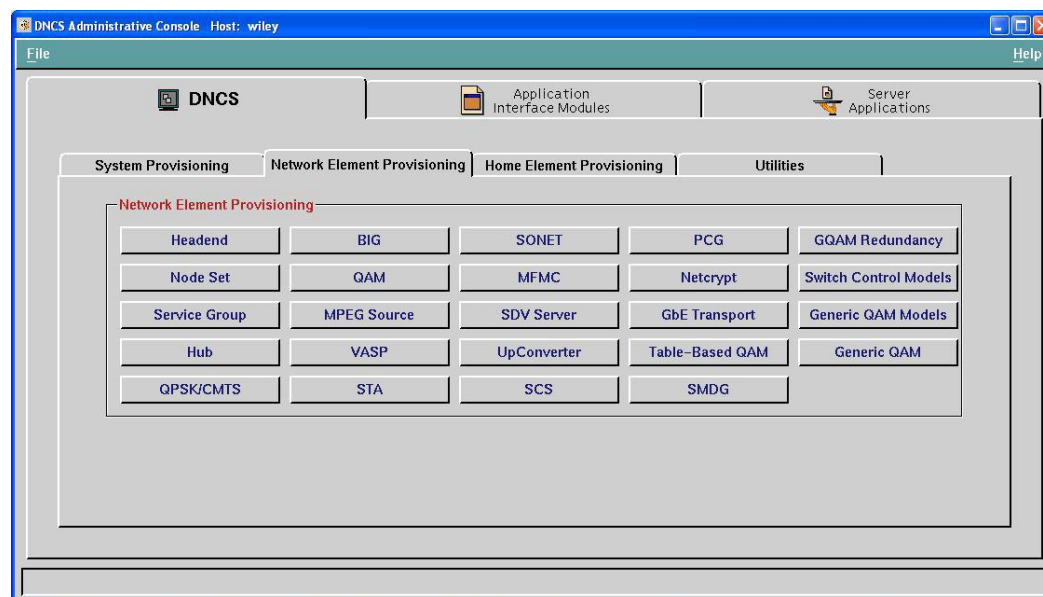 DNCS Administrative Console Host: wiley
File Help
DNCS
Application
Interface Modules
Server
Applications
System Provisioning Network Element Provisioning Home Element Provisioning Utilities
Network Element Provisioning
Headend BIG SONET PCG GQAM Redundancy
Node Set QAM MFMC Netcrypt Switch Control Models
Service Group MPEG Source SDV Server GbE Transport Generic QAM Models
Hub VASP UpConverter Table-Based QAM Generic QAM
QPSK/CMTS STA SCS SMDG